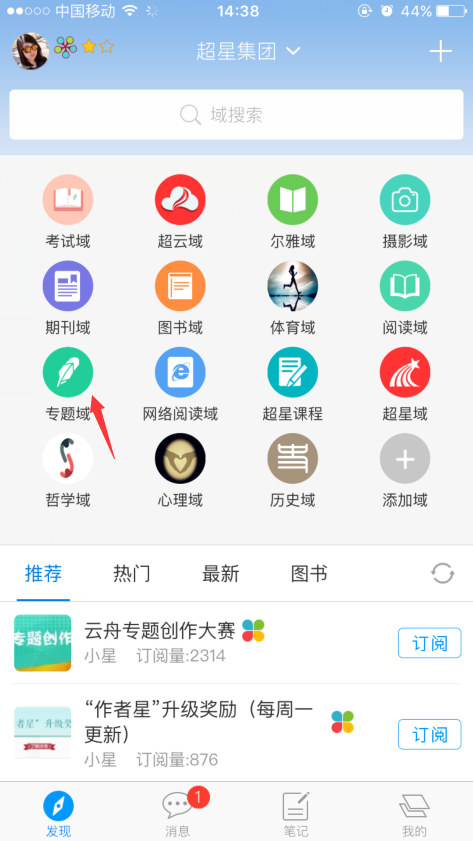 中国移动 14:38 44%
超星集团
域搜索
考试域 超云域 尔雅域 摄影域
期刊域 图书域 体育域 阅读域
专题域 网络阅读域 超星课程 超星域
哲学域 心理域 历史域 添加域
推荐 热门 最新 图书
专题创作
云舟专题创作大赛
小星 订阅量:2314
订阅
者星”升级奖
“作者星”升级奖励（每周一
更新）
小星 订阅量:876
订阅
1
发现 消息 笔记 我的